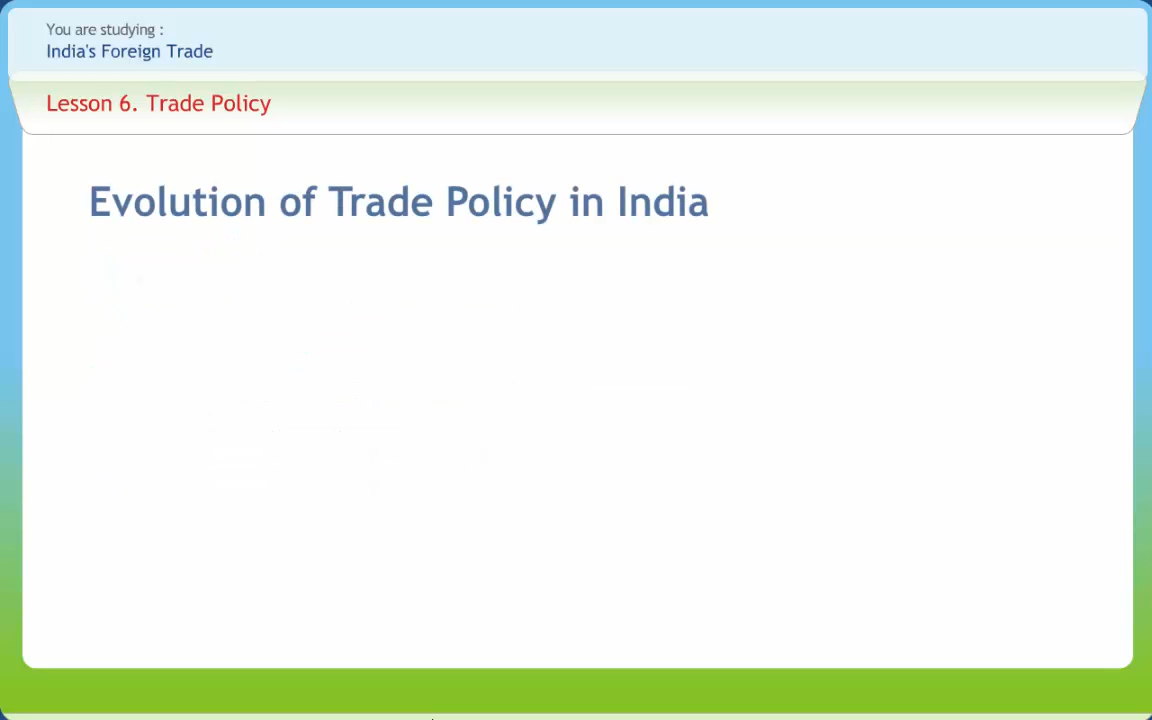 You are studying :
India's Foreign Trade
Lesson 6. Trade Policy
Evolution of Trade Policy in India